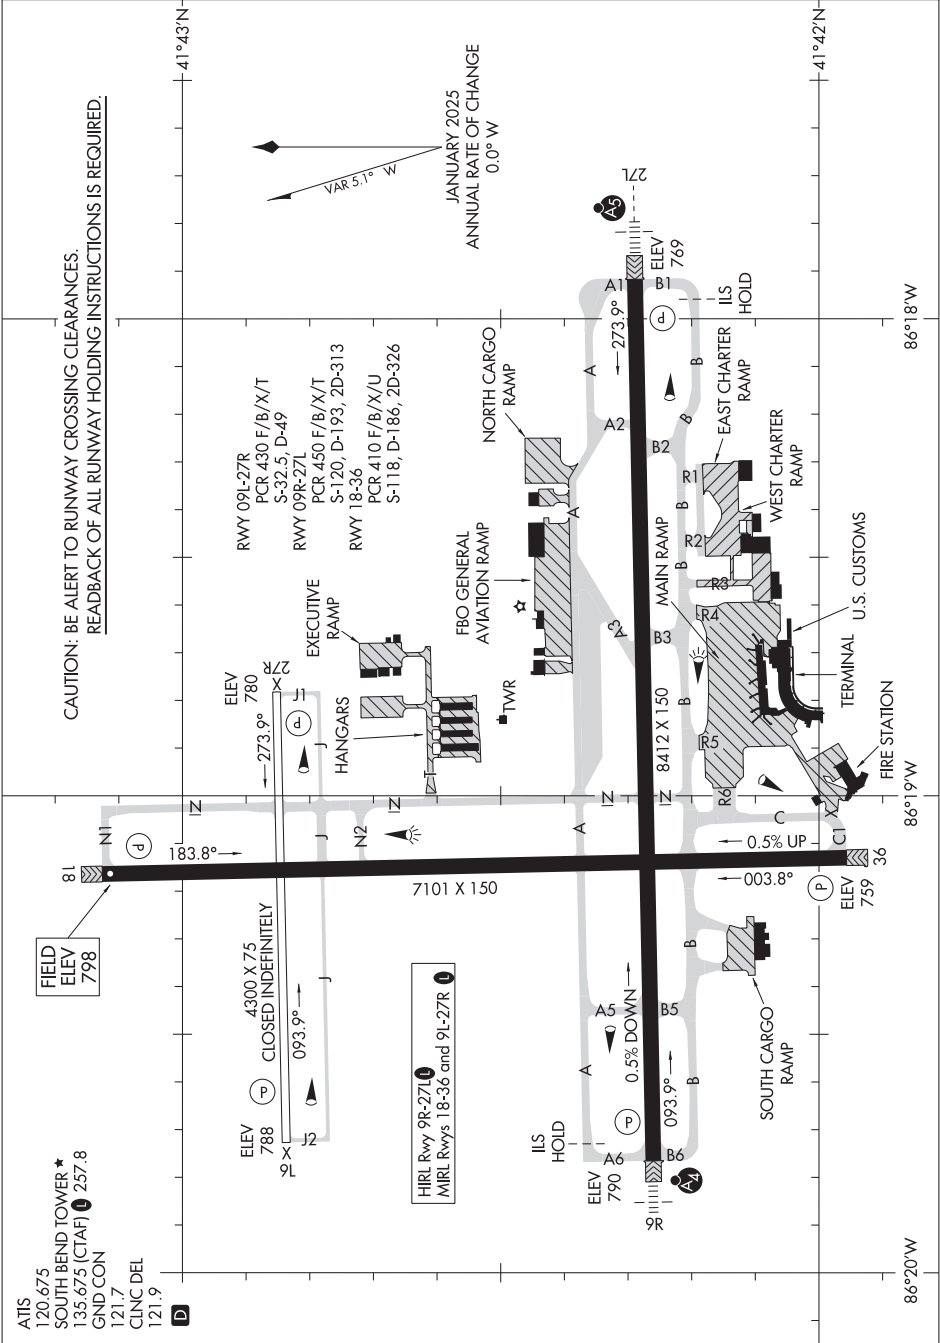 ATIS
120.675
SOUTH BEND TOWER ★
135.675 (CTAF) L 257.8
GND CON
121.7
CLNC DEL
121.9
D
CAUTION: BE ALERT TO RUNWAY CROSSING CLEARANCES.
READBACK OF ALL RUNWAY HOLDING INSTRUCTIONS IS REQUIRED.
41°43'N
41°42'N
VAR 5.1° W
JANUARY 2025
ANNUAL RATE OF CHANGE
0.0° W
FIELD
ELEV
798
18
N1
P
183.8°
N
7101 X 150
RWY 09L-27R
PCR 430 F/B/X/T
S-32.5, D-49
RWY 09R-27L
PCR 450 F/B/X/T
S-120, D-193, 2D-313
RWY 18-36
PCR 410 F/B/X/U
S-118, D-186, 2D-326
ELEV
788
9L
X
J2
P
4300 X 75
CLOSED INDEFINITELY
093.9°
J
J
N2
273.9°
ELEV
780
27R
X
J1
P
J
EXECUTIVE
RAMP
HANGARS
T
N
TWR
HIRL Rwy 9R-27L L
MIRL Rwys 18-36 and 9L-27R L
FBO GENERAL
AVIATION RAMP
NORTH CARGO
RAMP
ILS
HOLD
ELEV
790
A6
A
A5
A
A3
A
A2
A
A1
9R
A4
P
0.5% DOWN
093.9°
8412 X 150
N
N
273.9°
27L
A5
ELEV
769
P
B6
B
B5
B
B
B3
B
B
B2
B
B
B1
ILS
HOLD
SOUTH CARGO
RAMP
003.8°
0.5% UP
P
ELEV
759
36
C1
C
X
R6
R5
R4
R3
R2
R1
MAIN RAMP
EAST CHARTER
RAMP
WEST CHARTER
RAMP
U.S. CUSTOMS
TERMINAL
FIRE STATION
86°20'W
86°19'W
86°18'W